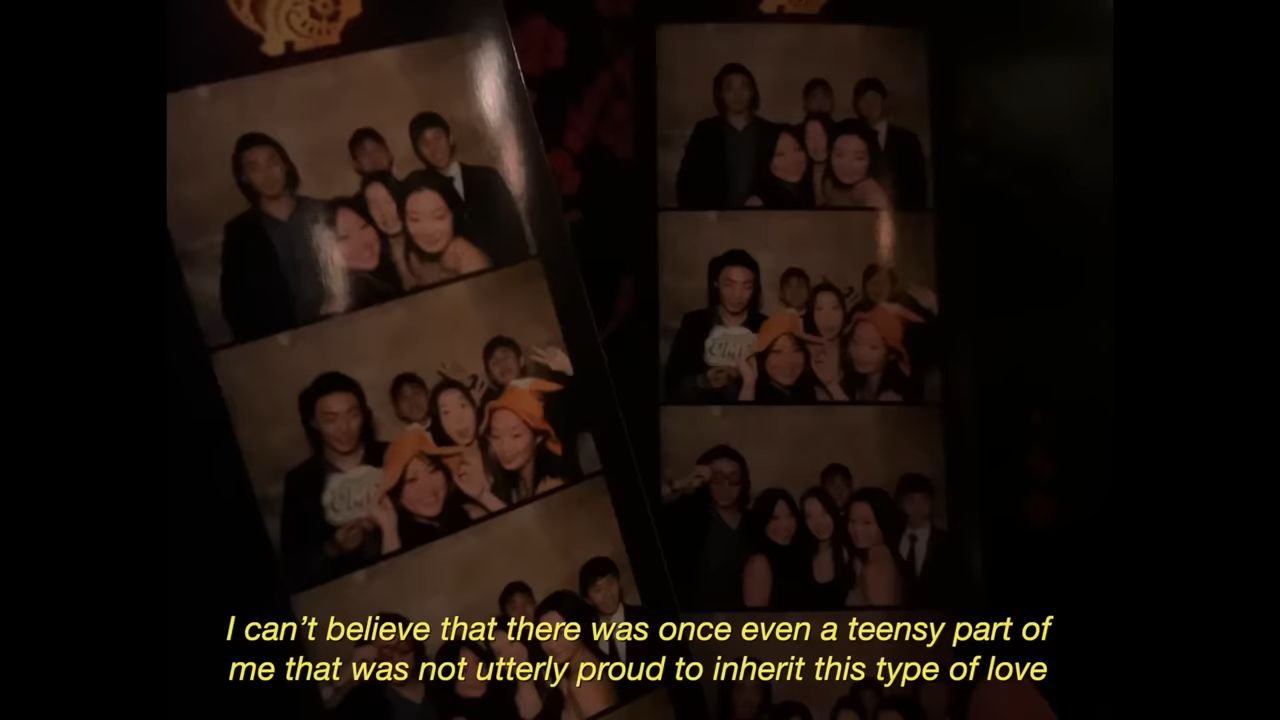 I can't believe that there was once even a teensy part of
me that was not utterly proud to inherit this type of love